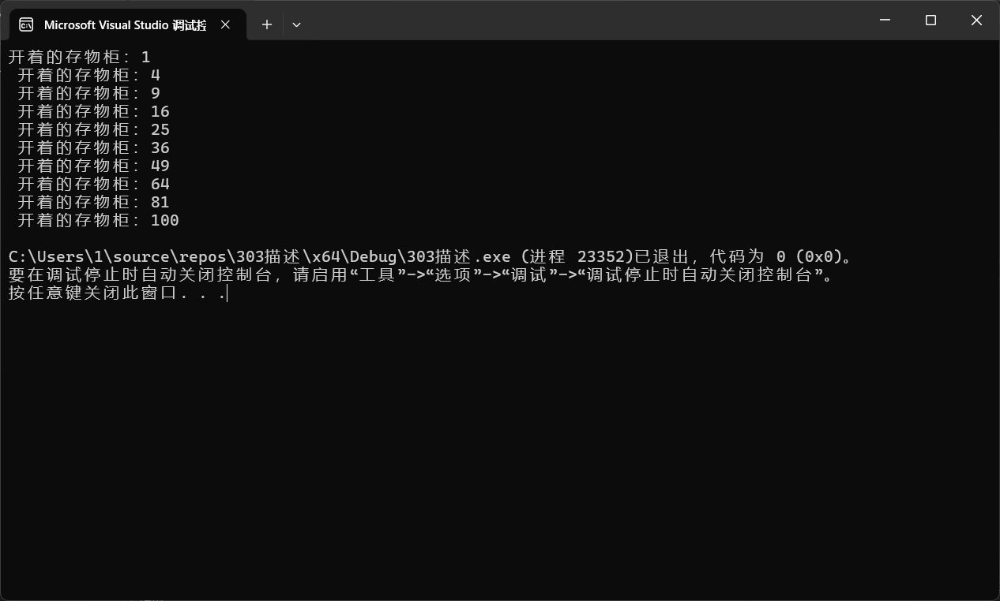 Microsoft Visual Studio 调试控
开着的存物柜：1
开着的存物柜：4
开着的存物柜：9
开着的存物柜：16
开着的存物柜：25
开着的存物柜：36
开着的存物柜：49
开着的存物柜：64
开着的存物柜：81
开着的存物柜：100
C:\Users\1\source\repos\303描述\x64\Debug\303描述.exe (进程 23352)已退出，代码为 0 (0x0)。
要在调试停止时自动关闭控制台，请启用“工具”->“选项”->“调试”->“调试停止时自动关闭控制台”。
按任意键关闭此窗口. . .